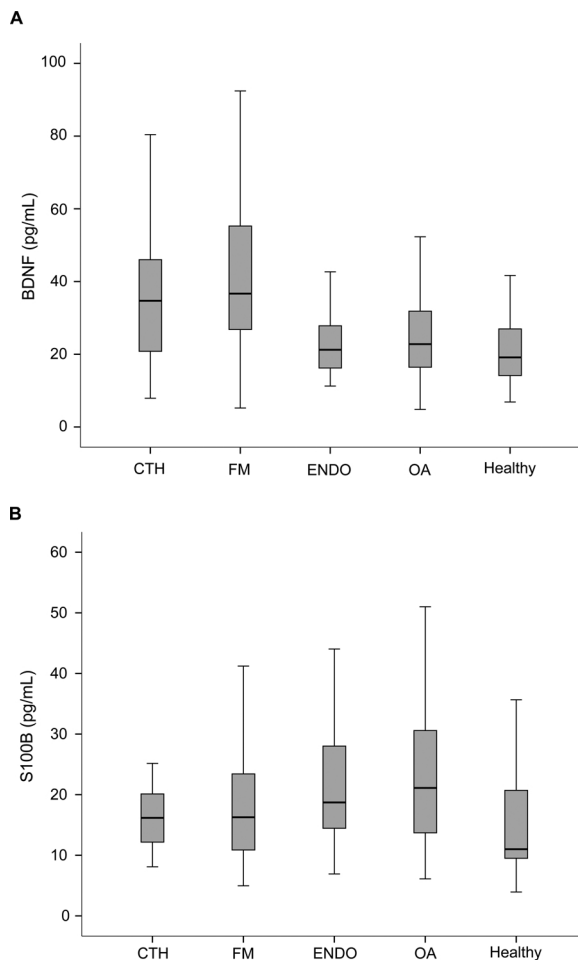 A
100
80
60
40
20
0
BDNF (pg/mL)
CTH FM ENDO OA Healthy
B
60
50
40
30
20
10
0
S100B (pg/mL)
CTH FM ENDO OA Healthy